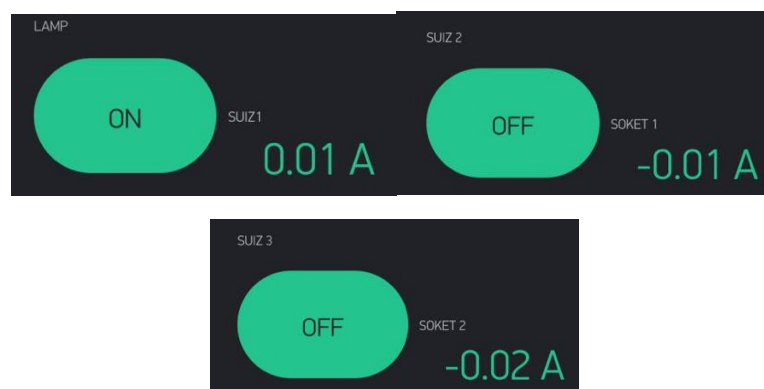 LAMP
ON
SUIZ1
0.01 A
SUIZ 2
OFF
SOKET 1
-0.01 A
SUIZ 3
OFF
SOKET 2
-0.02 A